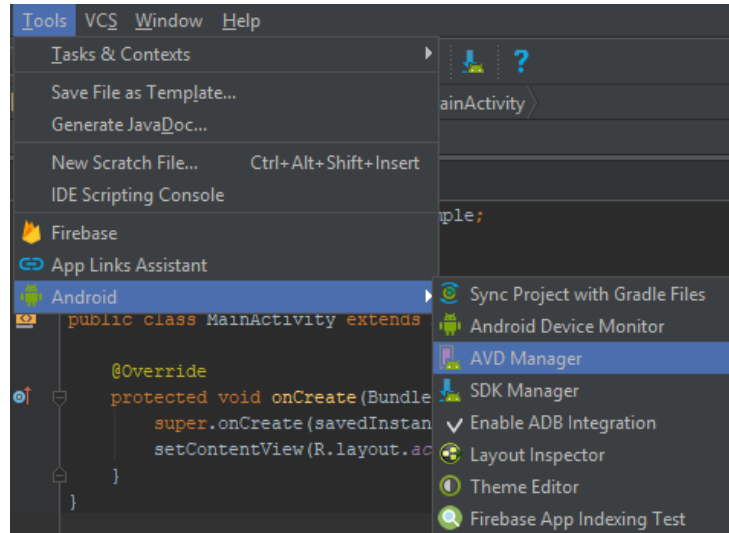 Tools VCS Window Help
Tasks & Contexts
ainActivity
Save File as Template...
Generate JavaDoc...
New Scratch File... Ctrl+Alt+Shift+Insert
IDE Scripting Console
mple;
Firebase
App Links Assistant
Android
Sync Project with Gradle Files
Android Device Monitor
AVD Manager
SDK Manager
Enable ADB Integration
Layout Inspector
Theme Editor
Firebase App Indexing Test
public class MainActivity extends
@Override
protected void onCreate(Bundle
super.onCreate(savedInstan
setContentView(R.layout.ac
}
}